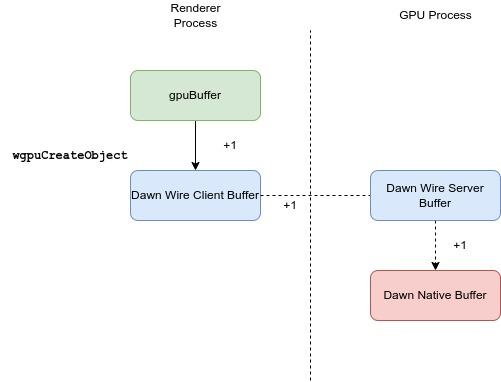 Renderer
Process
GPU Process
gpuBuffer
+1
wgpuCreateObject
Dawn Wire Client Buffer
+1
Dawn Wire Server
Buffer
+1
Dawn Native Buffer